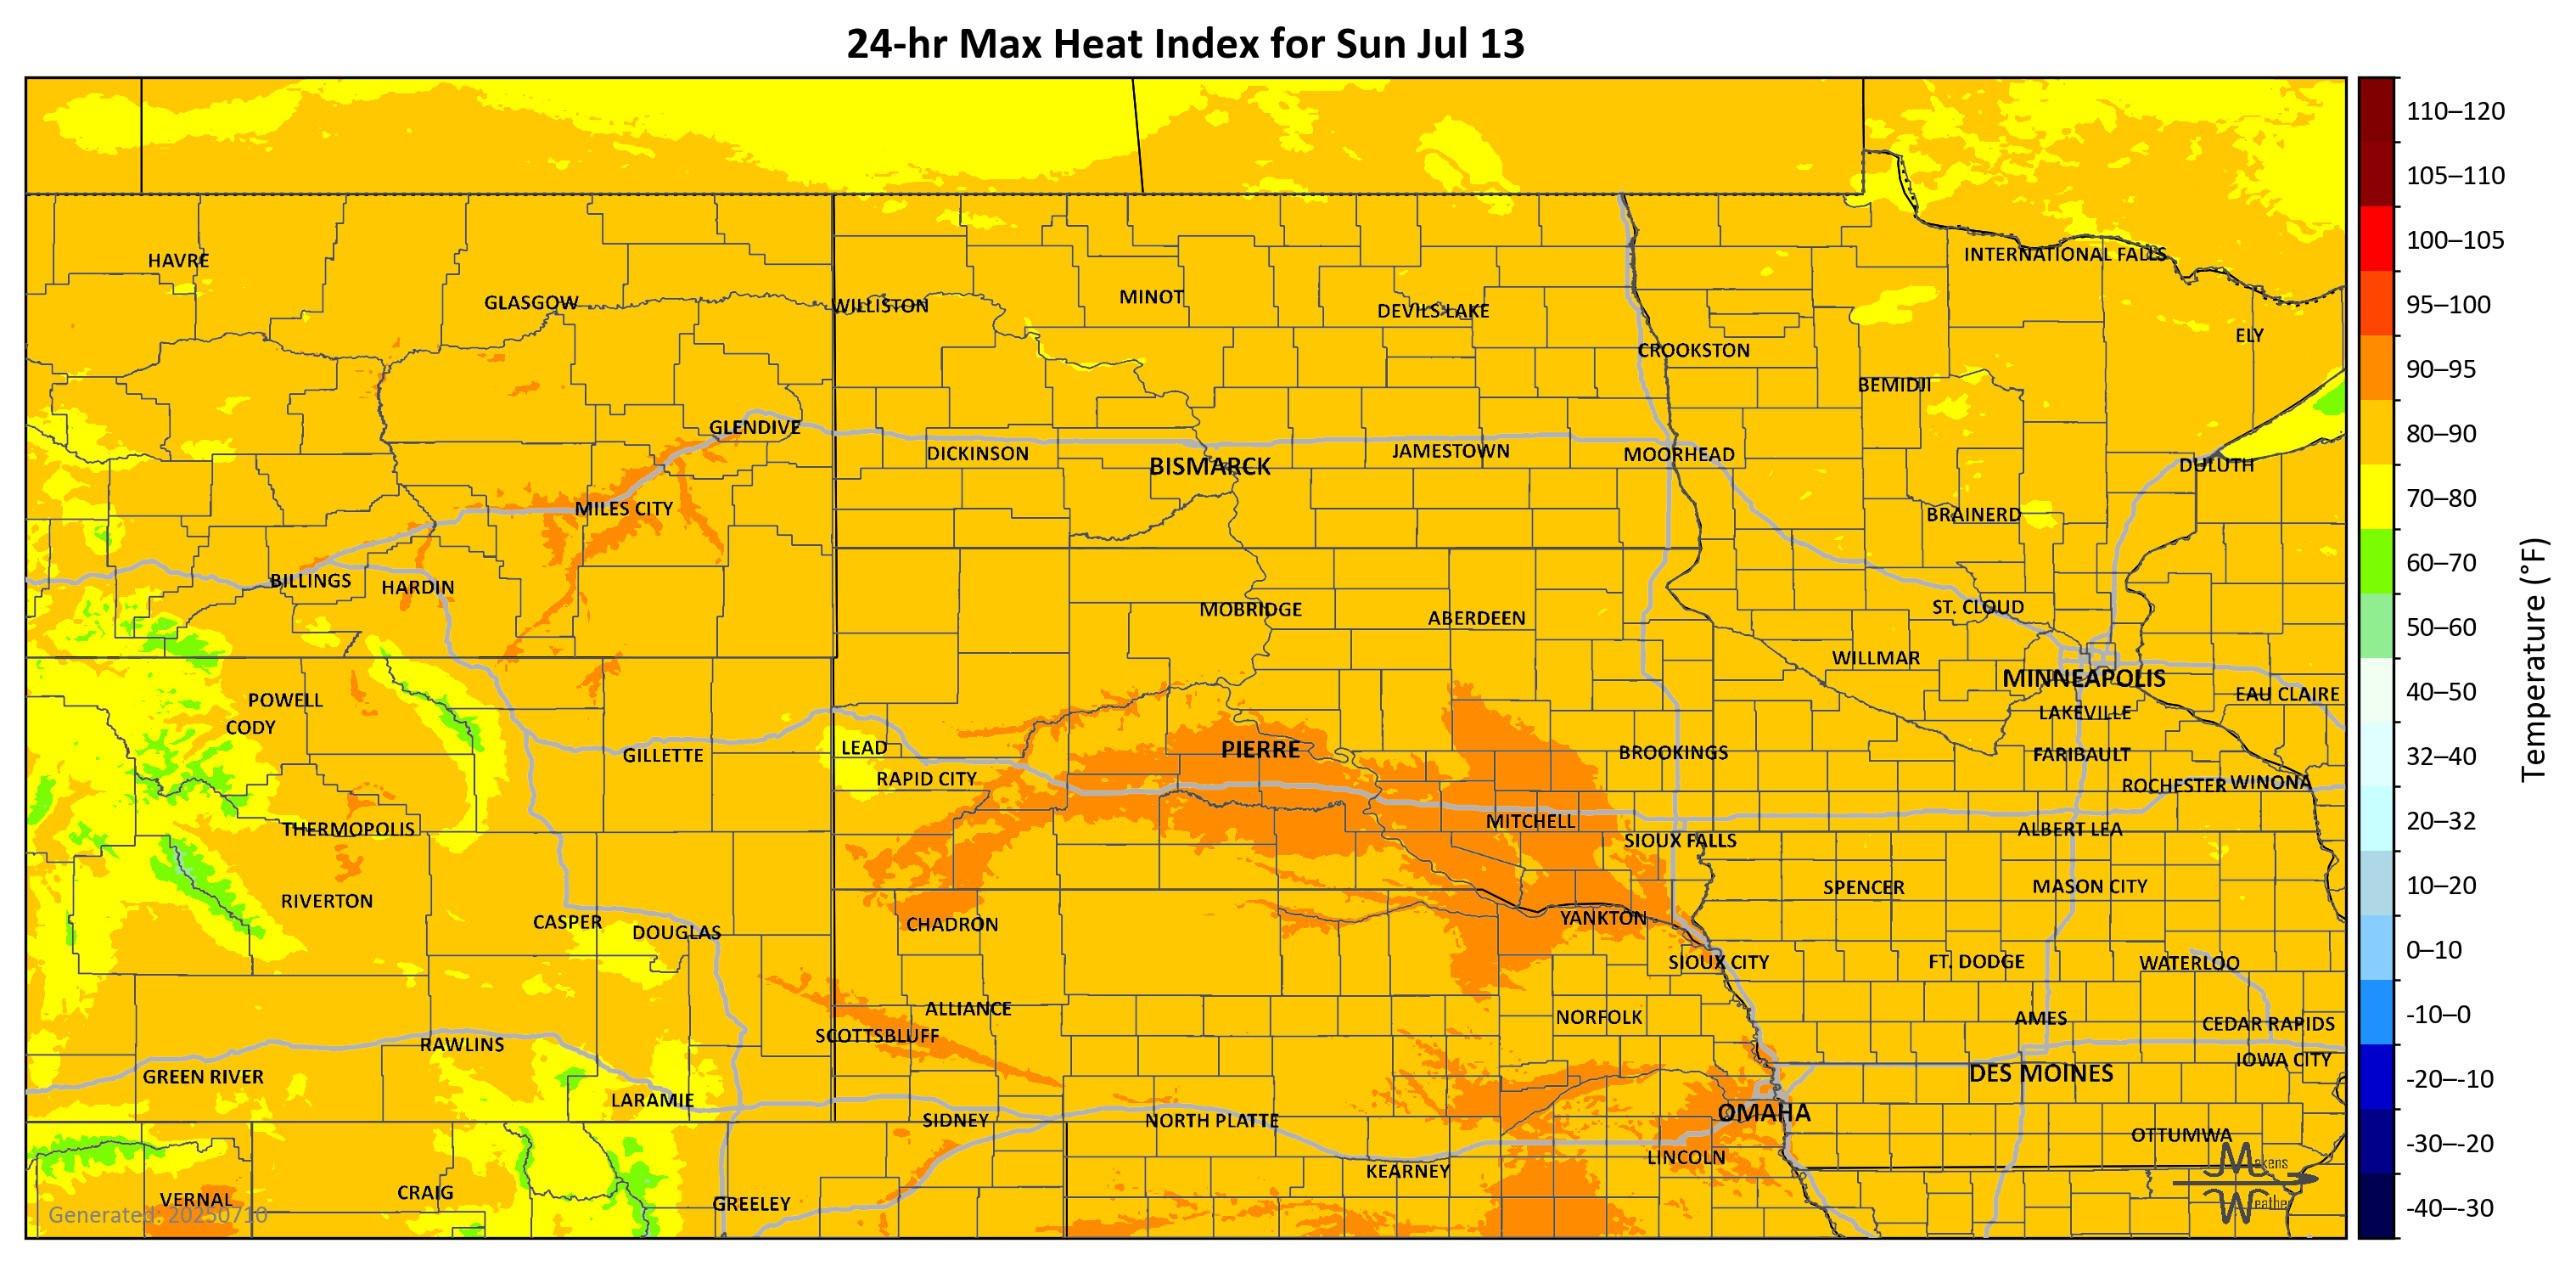 24-hr Max Heat Index for Sun Jul 13
110–120
105–110
100–105
95–100
90–95
80–90
70–80
60–70
50–60
40–50
32–40
20–32
10–20
0–10
-10–0
-20–-10
-30–-20
-40–-30
Temperature (°F)
HAVRE
INTERNATIONAL FALLS
GLASGOW
WILLISTON
MINOT
DEVILS LAKE
ELY
CROOKSTON
BEMIDJI
GLENDIVE
DICKINSON
BISMARCK
JAMESTOWN
MOORHEAD
DULUTH
MILES CITY
BRAINERD
BILLINGS
HARDIN
MOBRIDGE
ABERDEEN
ST. CLOUD
WILLMAR
MINNEAPOLIS
EAU CLAIRE
POWELL
CODY
LAKEVILLE
GILLETTE
LEAD
PIERRE
BROOKINGS
FARIBAULT
RAPID CITY
ROCHESTER
WINONA
THERMOPOLIS
MITCHELL
SIOUX FALLS
ALBERT LEA
RIVERTON
SPENCER
MASON CITY
CASPER
DOUGLAS
CHADRON
YANKTON
SIOUX CITY
FT. DODGE
WATERLOO
ALLIANCE
SCOTTSBLUFF
NORFOLK
AMES
CEDAR RAPIDS
RAWLINS
IOWA CITY
GREEN RIVER
DES MOINES
LARAMIE
SIDNEY
NORTH PLATTE
OMAHA
OTTUMWA
LINCOLN
KEARNEY
VERNAL
CRAIG
GREELEY
Generated: 20250710
Makens
Weather